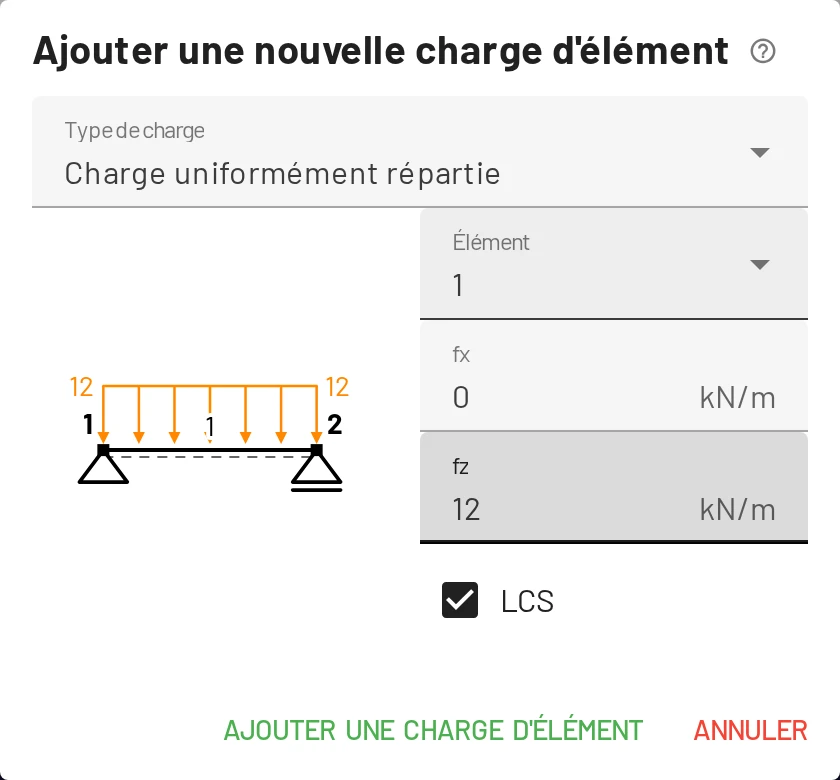 Ajouter une nouvelle charge d'élément
Type de charge
Charge uniformément répartie
Élément
1
fx
0 kN/m
fz
12 kN/m
LCS
12 12
1 1 2
AJOUTER UNE CHARGE D'ÉLÉMENT ANNULER